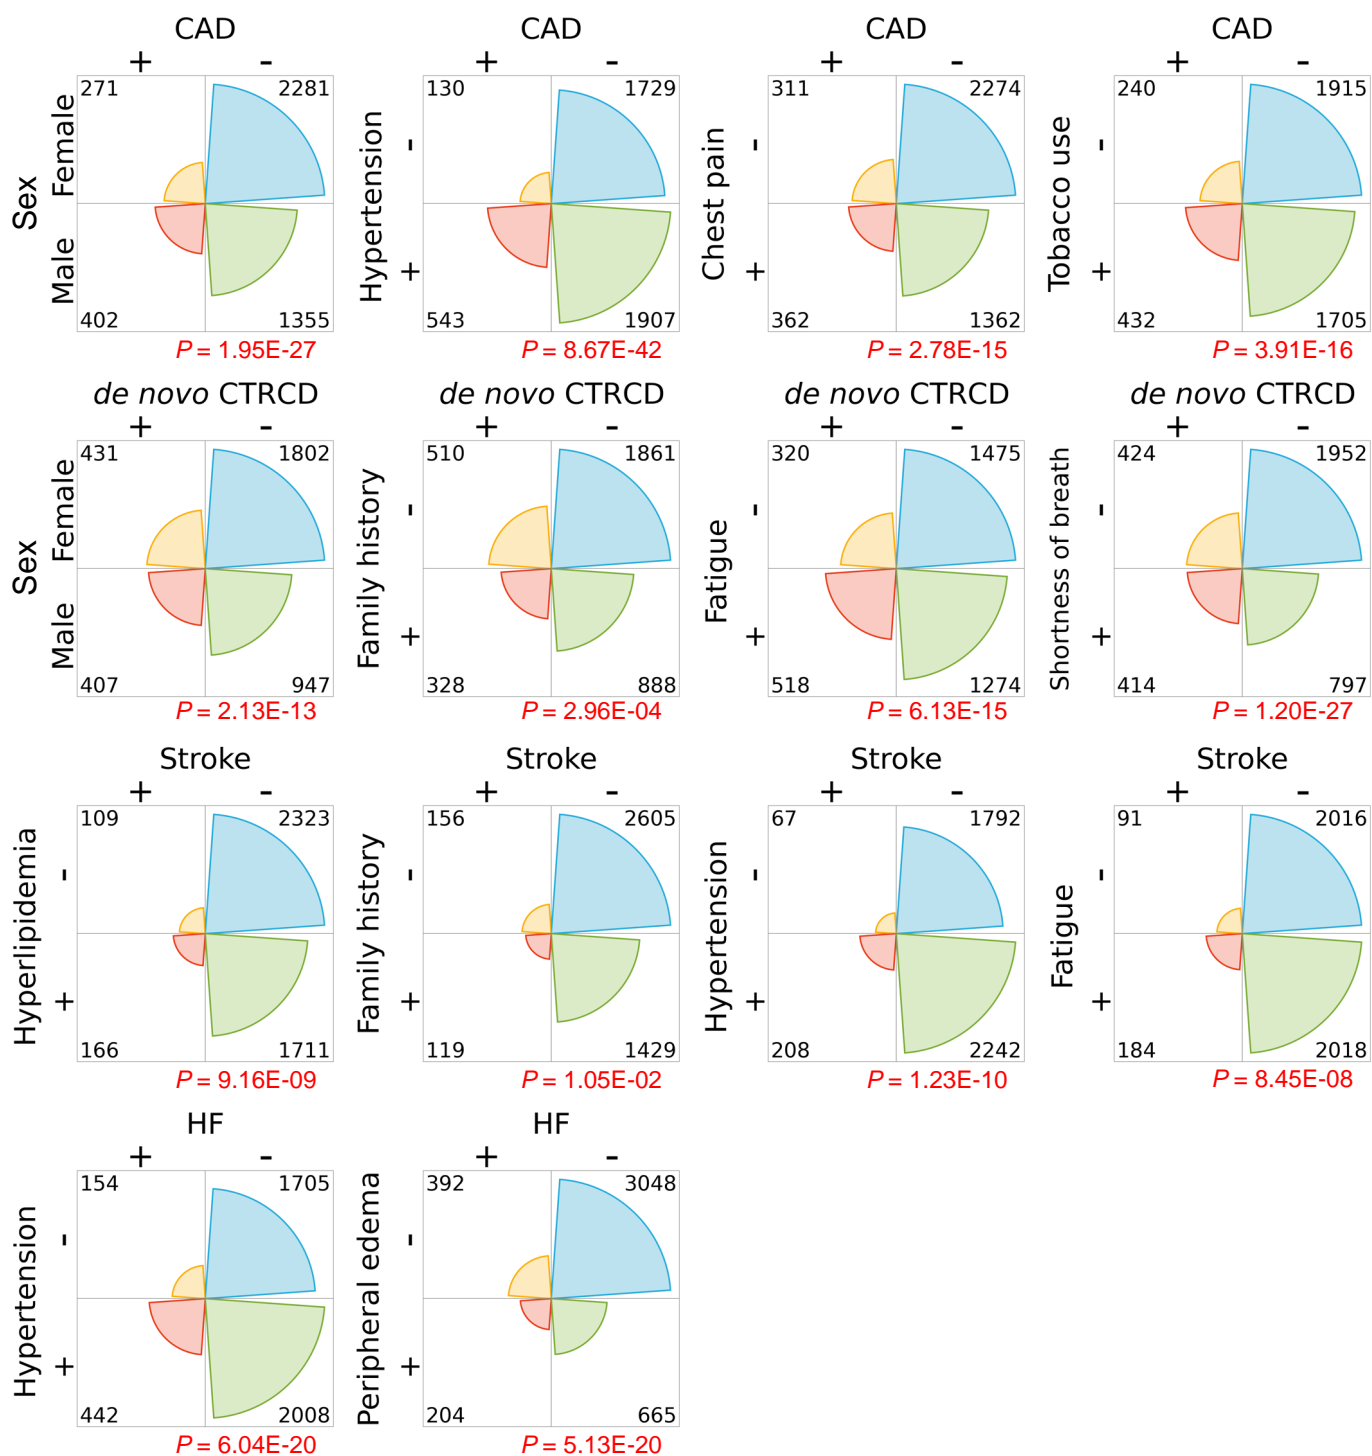 CAD CAD CAD CAD
+ - + - + - + -
271 2281 130 1729 311 2274 240 1915
Sex Female Male Hypertension - + Chest pain - + Tobacco use - +
402 1355 543 1907 362 1362 432 1705
P = 1.95E-27 P = 8.67E-42 P = 2.78E-15 P = 3.91E-16
de novo CTRCD de novo CTRCD de novo CTRCD de novo CTRCD
+ - + - + - + -
431 1802 510 1861 320 1475 424 1952
Sex Female Male Family history - + Fatigue - + Shortness of breath - +
407 947 328 888 518 1274 414 797
P = 2.13E-13 P = 2.96E-04 P = 6.13E-15 P = 1.20E-27
Stroke Stroke Stroke Stroke
+ - + - + - + -
109 2323 156 2605 67 1792 91 2016
Hyperlipidemia - + Family history - + Hypertension - + Fatigue - +
166 1711 119 1429 208 2242 184 2018
P = 9.16E-09 P = 1.05E-02 P = 1.23E-10 P = 8.45E-08
HF HF
+ - + -
154 1705 392 3048
Hypertension - + Peripheral edema - +
442 2008 204 665
P = 6.04E-20 P = 5.13E-20